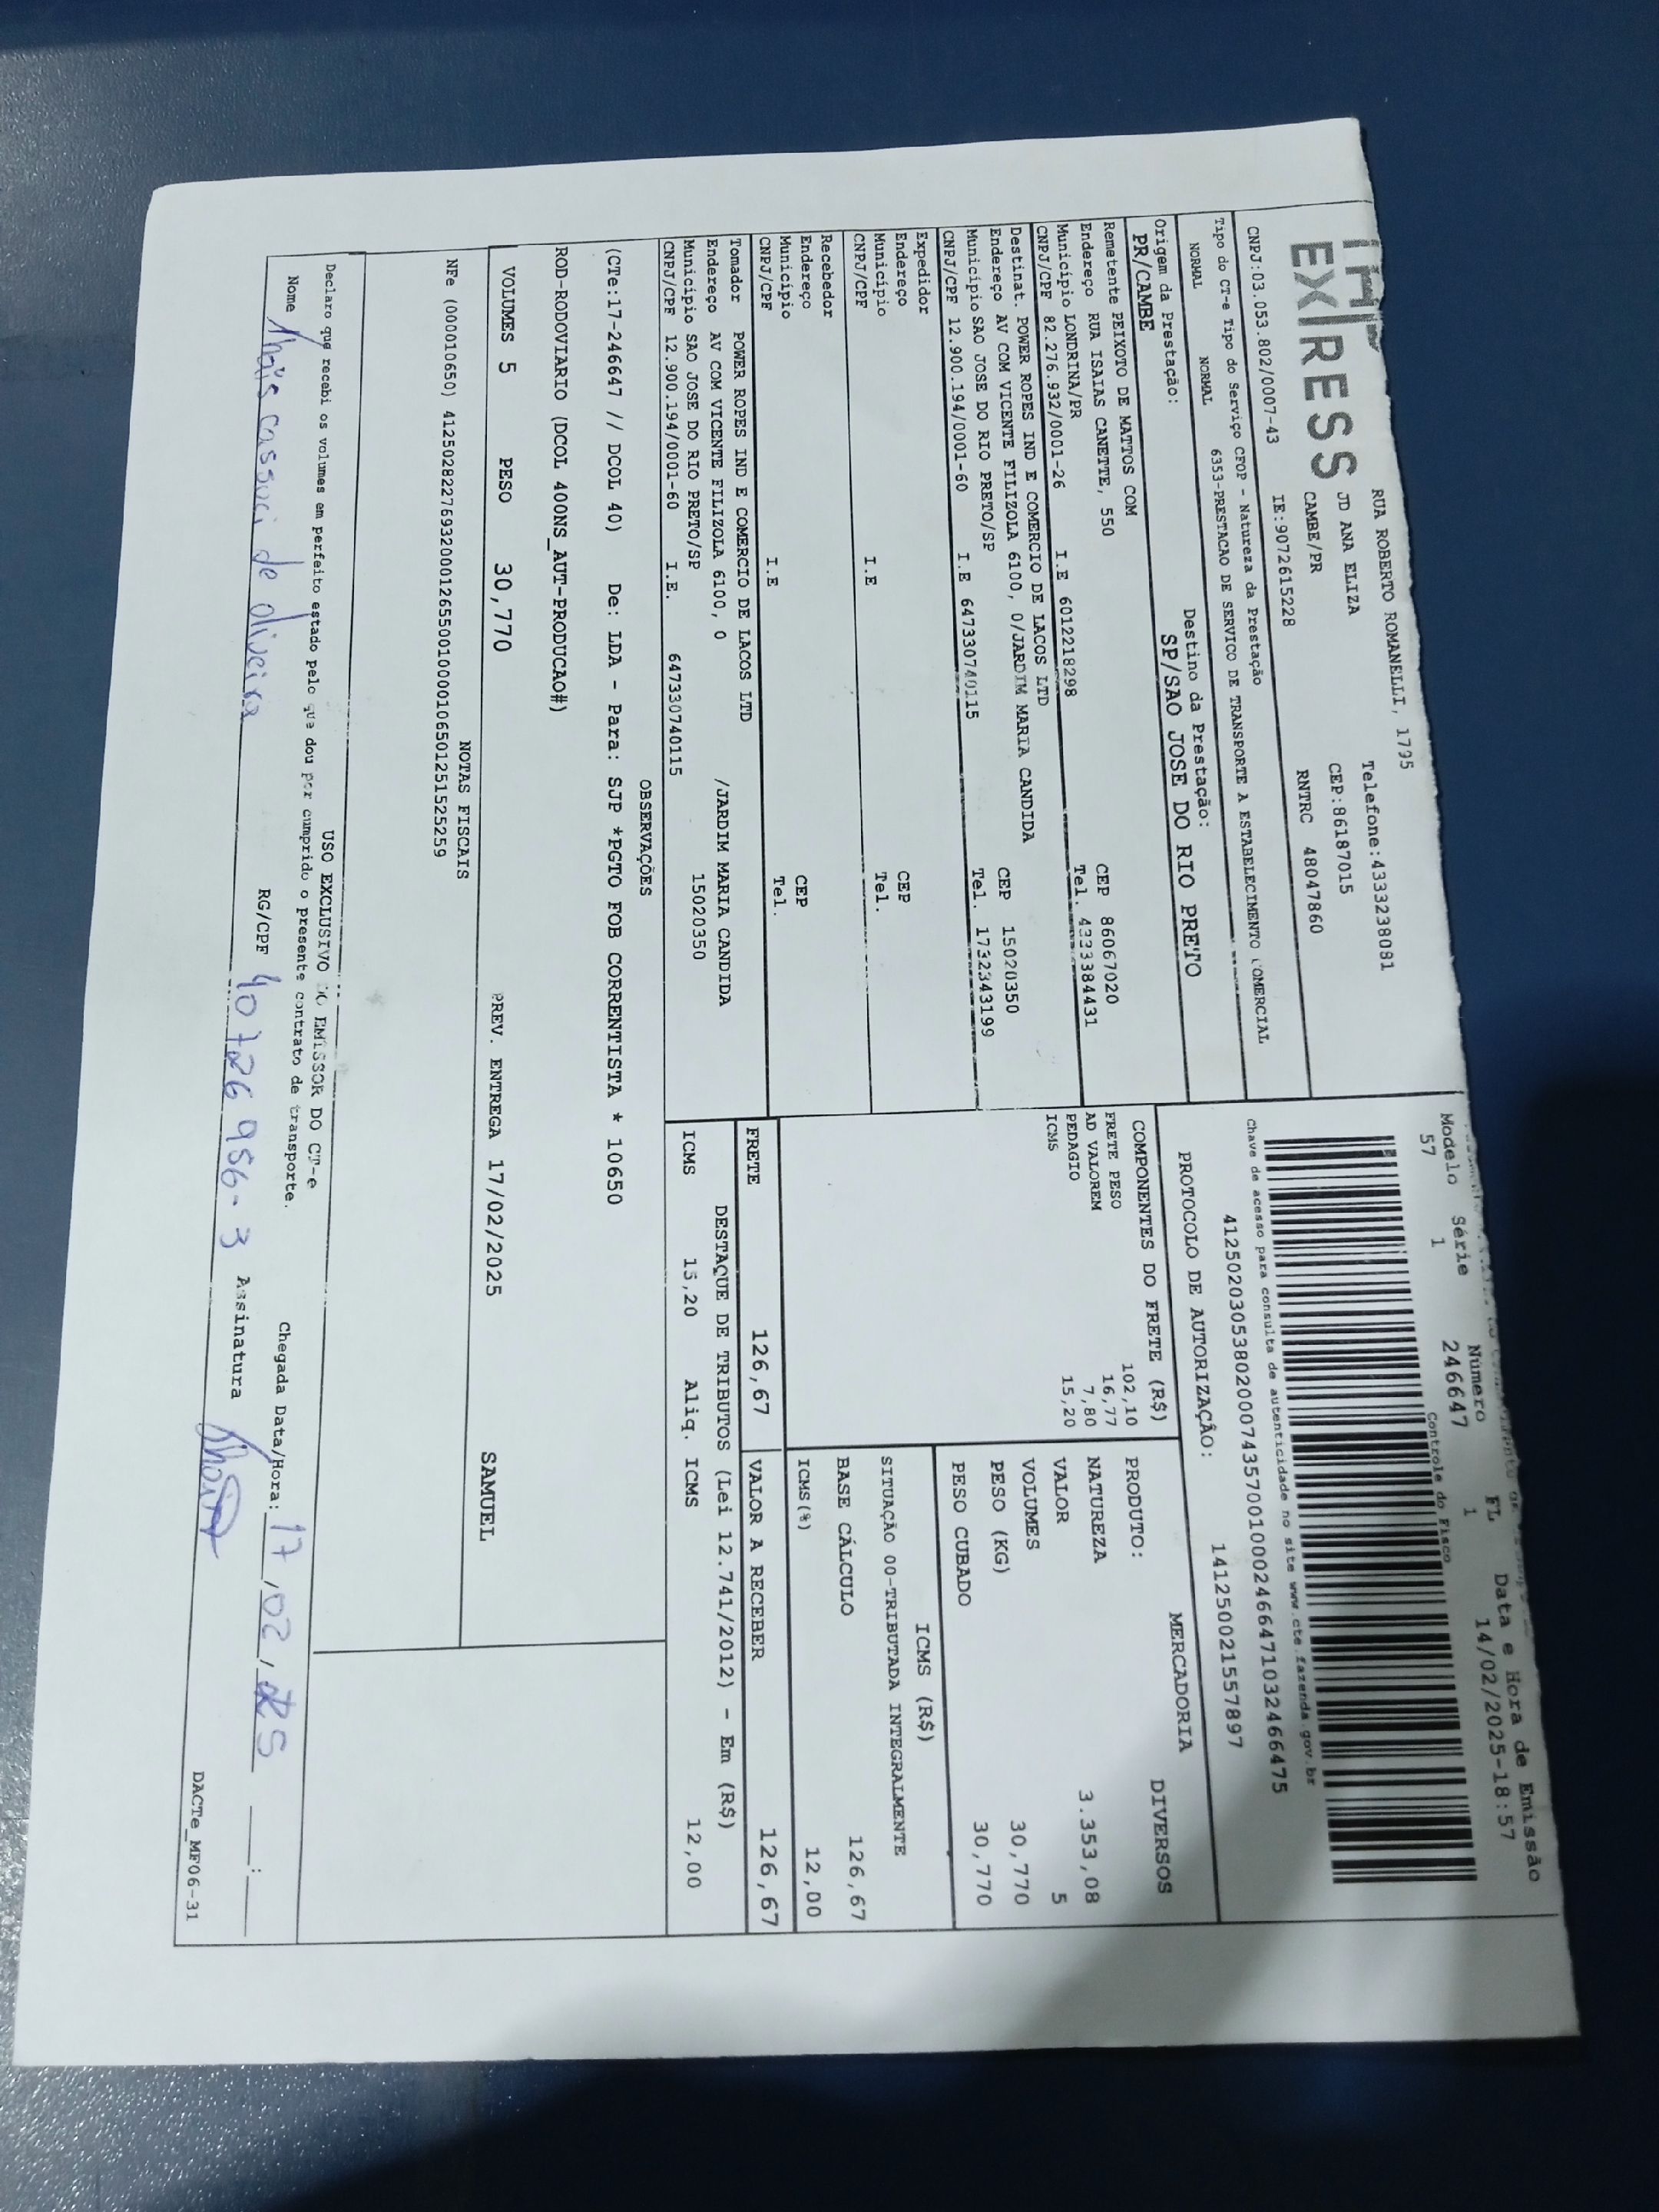 EXPRESS
RUA ROBERTO ROMANELLI, 1795
JD ANA ELIZA
CAMBE/PR
IE:9072615228
Telefone:4333238081
CEP:86187015
RNTRC 48047860
CNPJ:03.053.802/0007-43
Tipo do CT-e Tipo do Serviço CFOP - Natureza da Prestação
NORMAL NORMAL 6353-PRESTACAO DE SERVICO DE TRANSPORTE A ESTABELECIMENTO COMERCIAL
Origem da Prestação: Destino da Prestação:
PR/CAMBE SP/SAO JOSE DO RIO PRETO
Remetente PEIXOTO DE MATTOS COM
Endereço RUA ISAIAS CANETTE, 550 CEP 86067020
Município LONDRINA/PR Tel. 4333384431
CNPJ/CPF 82.276.932/0001-26 I.E 6012218298
Destinat. POWER ROPES IND E COMERCIO DE LACOS LTD
Endereço AV COM VICENTE FILIZOLA 6100, 0/JARDIM MARIA CANDIDA CEP 15020350
Município SAO JOSE DO RIO PRETO/SP Tel. 1732343199
CNPJ/CPF 12.900.194/0001-60 I.E 647330740115
Expedidor
Endereço CEP
Município Tel.
CNPJ/CPF I.E
Recebedor
Endereço CEP
Município Tel.
CNPJ/CPF I.E
Tomador POWER ROPES IND E COMERCIO DE LACOS LTD
Endereço AV COM VICENTE FILIZOLA 6100, 0 /JARDIM MARIA CANDIDA
Municipio SAO JOSE DO RIO PRETO/SP 15020350
CNPJ/CPF 12.900.194/0001-60 I.E. 647330740115
Modelo Série Número FL Data e Hora de Emissão
57 1 246647 1 14/02/2025-18:57
Controle do Fisco
Chave de acesso para consulta de autenticidade no site www.cte.fazenda.gov.br
41250203053802000743570010002466471032466475
PROTOCOLO DE AUTORIZAÇÃO: 141250021557897
COMPONENTES DO FRETE (R$)
FRETE PESO 102,10
AD VALOREM 16,77
PEDAGIO 7,80
ICMS 15,20
MERCADORIA
PRODUTO: DIVERSOS
NATUREZA
VALOR 3.353,08
VOLUMES 5
PESO (KG) 30,770
PESO CUBADO 30,770
ICMS (R$)
SITUAÇÃO 00-TRIBUTADA INTEGRALMENTE
BASE CÁLCULO 126,67
ICMS(%) 12,00
FRETE 126,67 VALOR A RECEBER 126,67
DESTAQUE DE TRIBUTOS (Lei 12.741/2012) - Em (R$)
ICMS 15,20 Aliq. ICMS 12,00
OBSERVAÇÕES
(CTe:17-246647 // DCOL 40) De: LDA - Para: SJP *PGTO FOB CORRENTISTA * 10650
ROD-RODOVIARIO (DCOL 400NS_AUT-PRODUCAO#)
VOLUMES 5 PESO 30,770 PREV. ENTREGA 17/02/2025 SAMUEL
NOTAS FISCAIS
NFe (000010650) 41250282276932000126550010000106501251525259
USO EXCLUSIVO DO EMISSOR DO CT-e
Declaro que recebi os volumes em perfeito estado pelo que dou por cumprido o presente contrato de transporte.
Chegada Data/Hora: 17/02/25 :
Nome Thaÿs cassuci de oliveira RG/CPF 40726956-3 Assinatura
DACTe_MF06-31